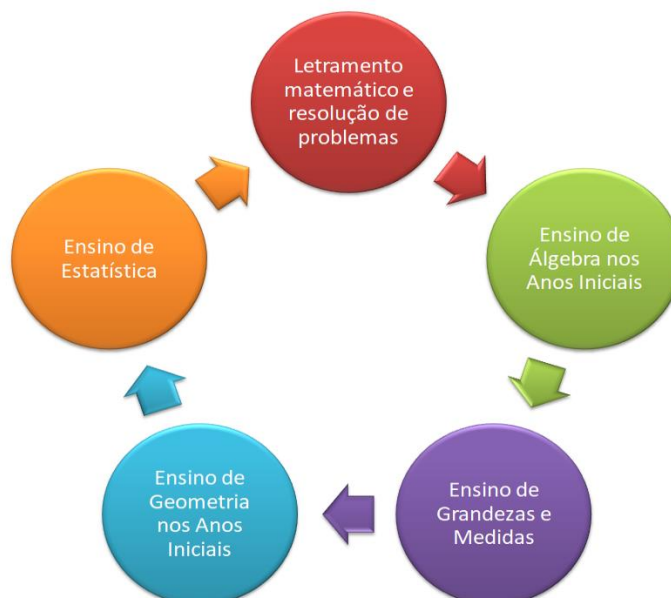 Letramento
matemático e
resolução de
problemas
Ensino de
Álgebra nos
Anos Iniciais
Ensino de
Grandezas e
Medidas
Ensino de
Geometria
nos Anos
Iniciais
Ensino de
Estatística